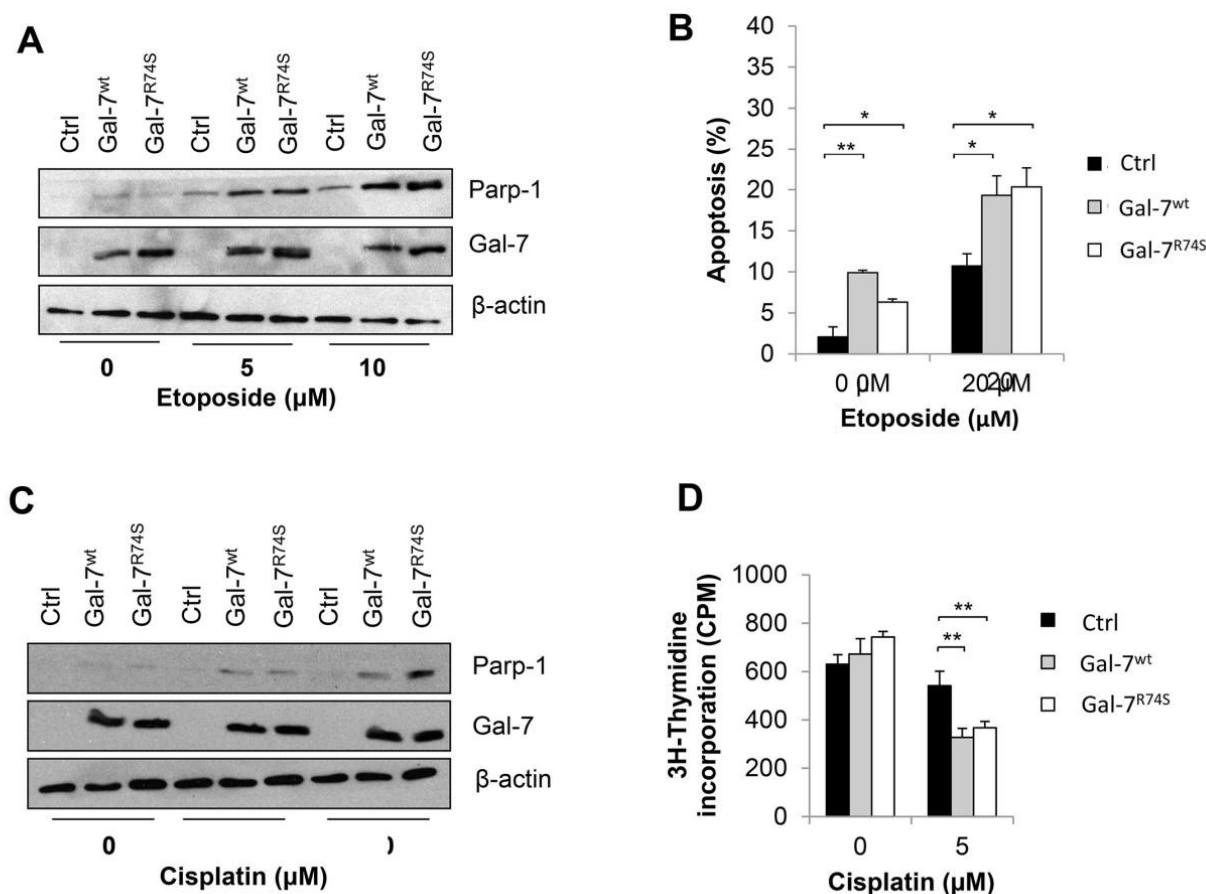 A
Ctrl Gal-7wt Gal-7R74S Ctrl Gal-7wt Gal-7R74S Ctrl Gal-7wt Gal-7R74S
Parp-1
Gal-7
β-actin
0 5 10
Etoposide (µM)
B
40
35
30
25
20
15
10
5
0
Apoptosis (%)
* *
** *
Ctrl
Gal-7wt
Gal-7R74S
0 µM 20 µM
Etoposide (µM)
C
Ctrl Gal-7wt Gal-7R74S Ctrl Gal-7wt Gal-7R74S Ctrl Gal-7wt Gal-7R74S
Parp-1
Gal-7
β-actin
0
Cisplatin (µM)
D
1000
800
600
400
200
0
3H-Thymidine
incorporation (CPM)
**
**
Ctrl
Gal-7wt
Gal-7R74S
0 5
Cisplatin (µM)